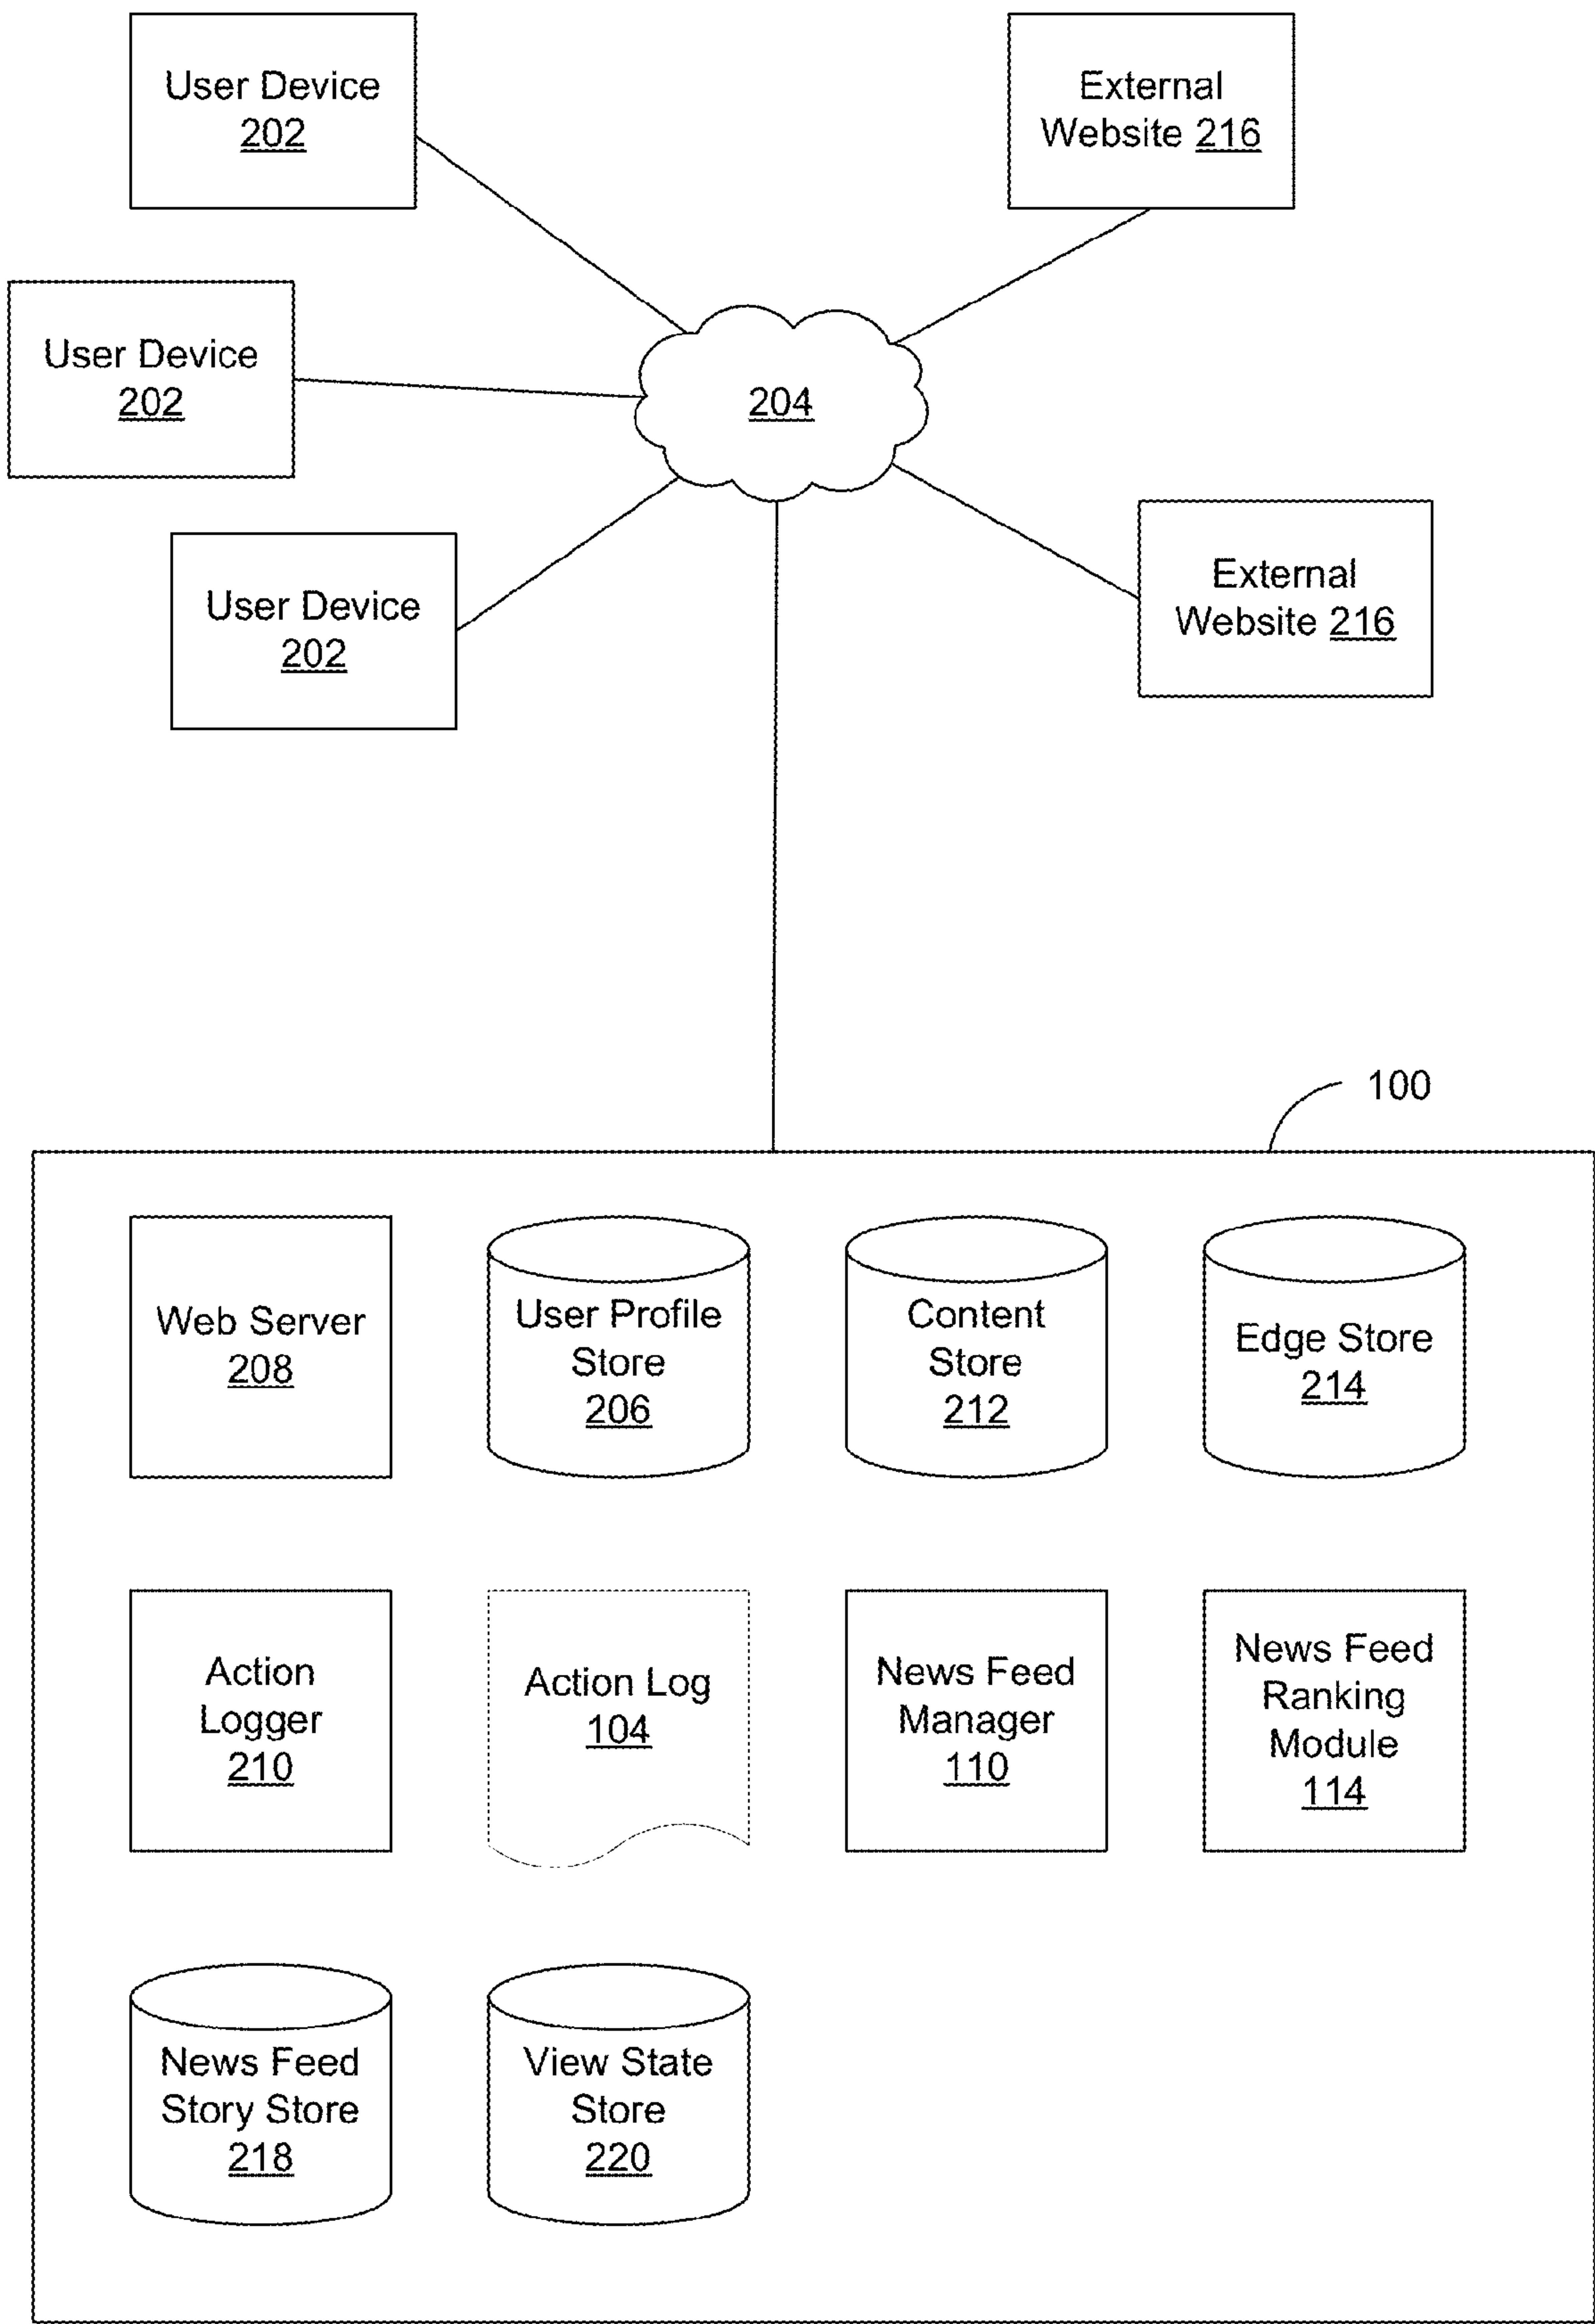 User Device
202
External
Website 216
User Device
202
204
External
Website 216
User Device
202
100
Web Server
208
User Profile
Store
206
Content
Store
212
Edge Store
214
Action
Logger
210
Action Log
104
News Feed
Manager
110
News Feed
Ranking
Module
114
News Feed
Story Store
218
View State
Store
220